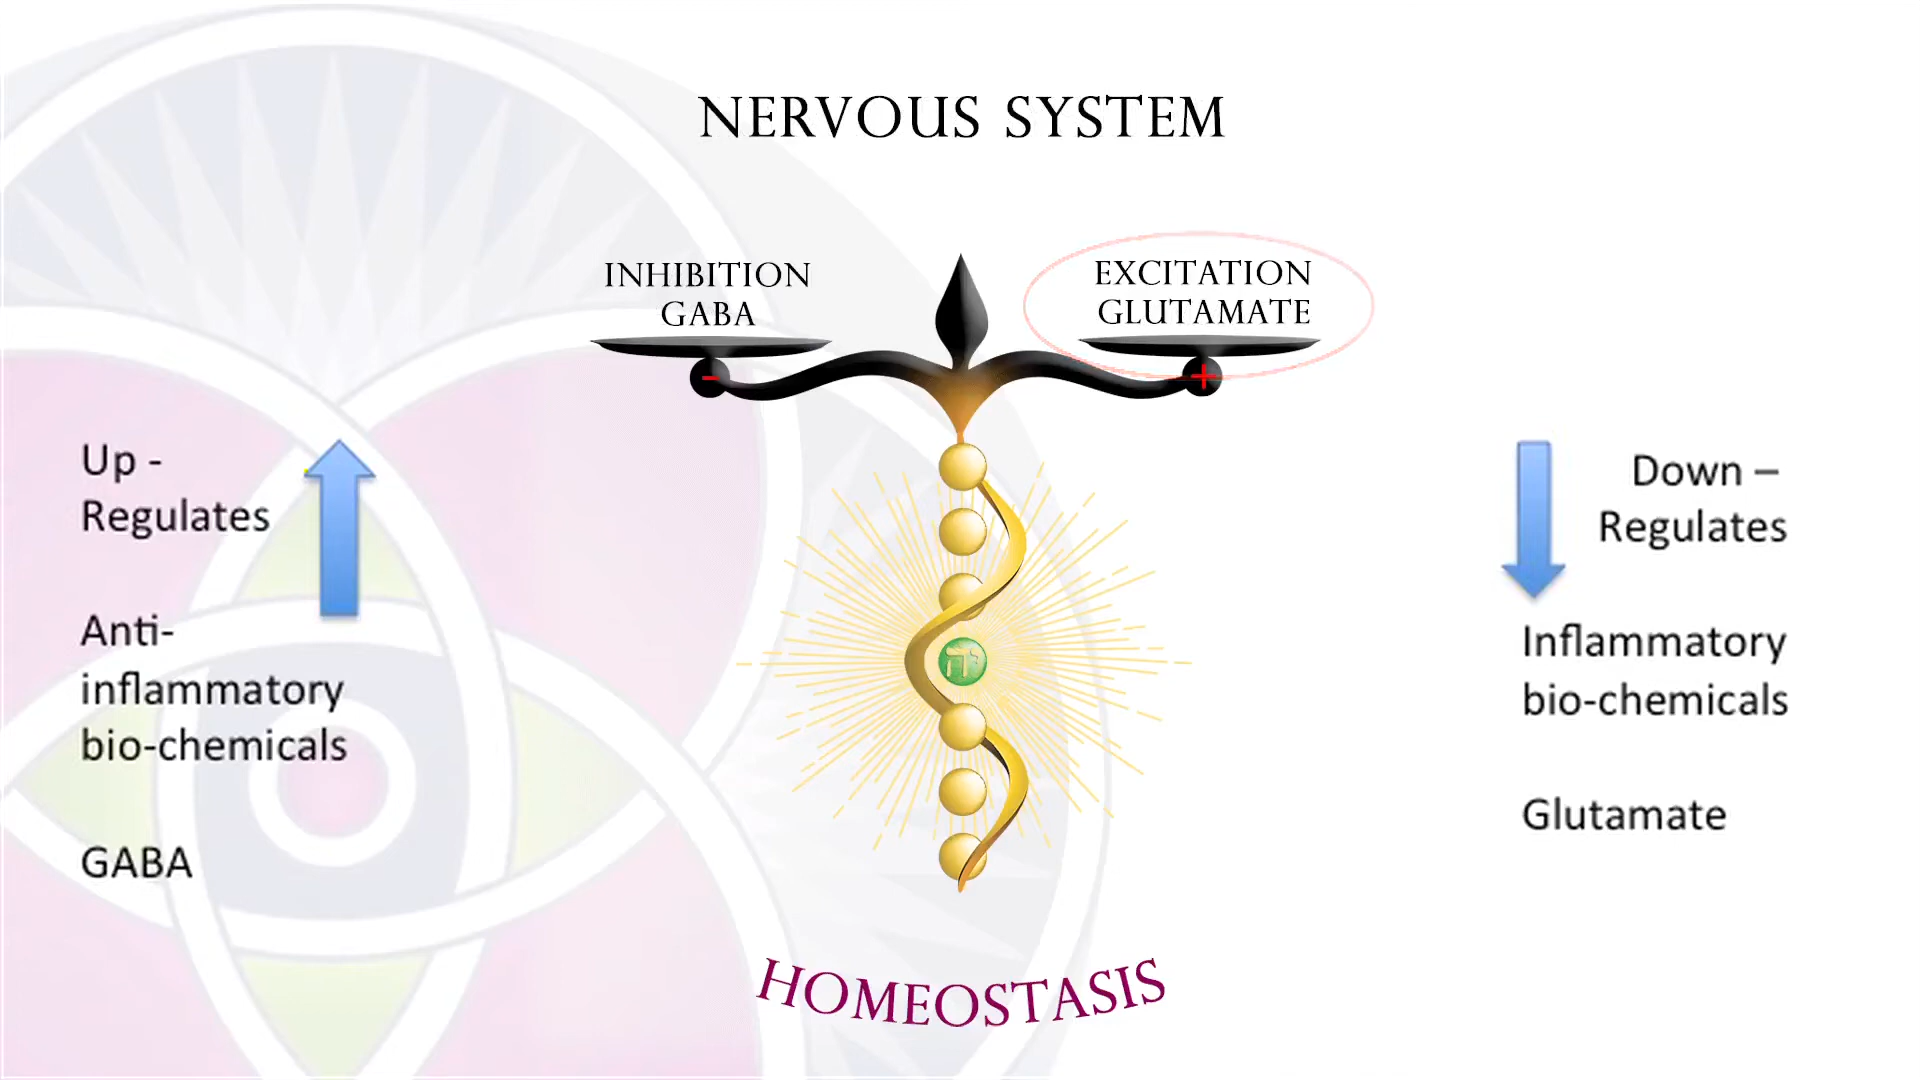 NERVOUS SYSTEM
INHIBITION
GABA
EXCITATION
GLUTAMATE
-
+
Up -
Regulates
Anti-
inflammatory
bio-chemicals
GABA
Down –
Regulates
Inflammatory
bio-chemicals
Glutamate
HOMEOSTASIS